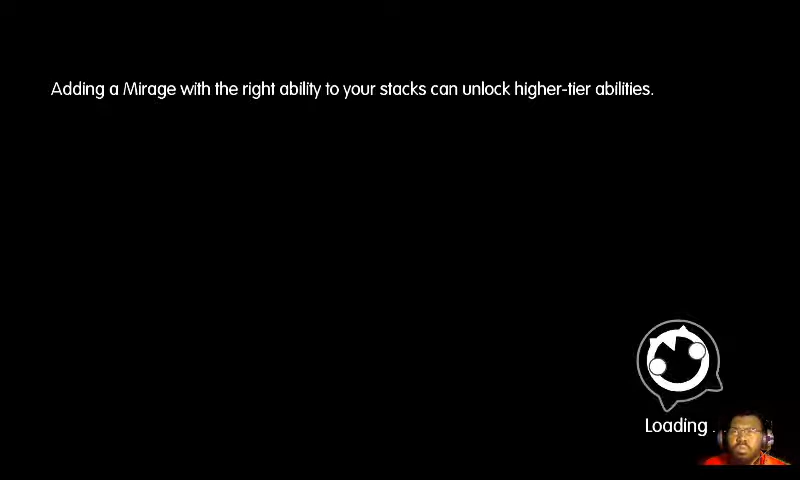 Adding a Mirage with the right ability to your stacks can unlock higher-tier abilities.
Loading . .